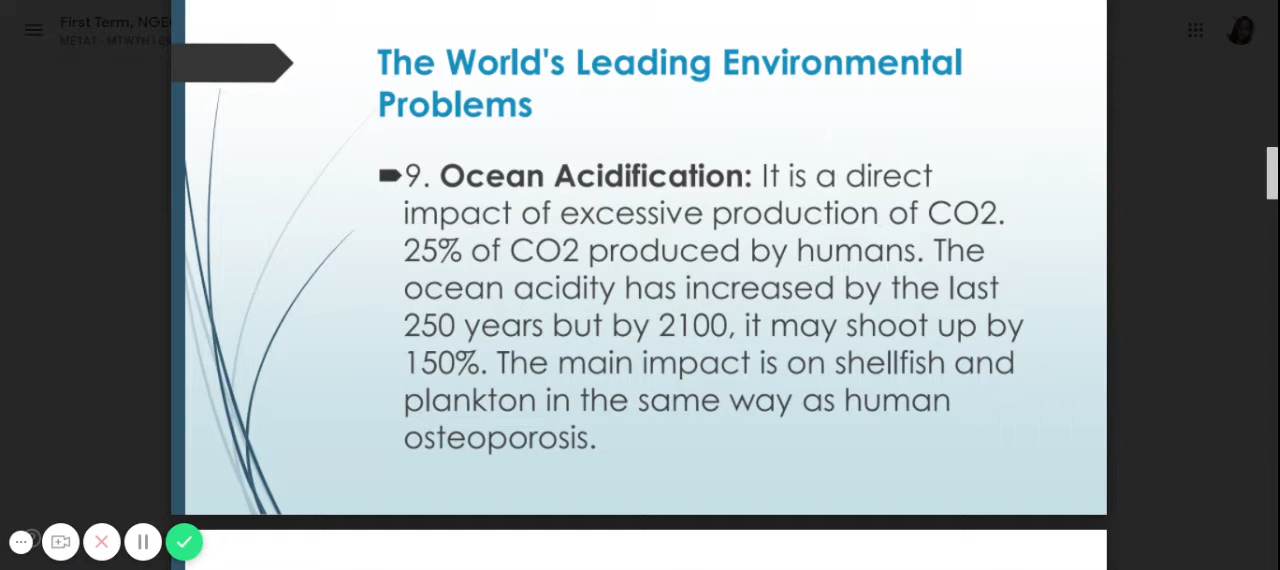 First Term, NGE
The World's Leading Environmental
Problems
9. Ocean Acidification: It is a direct
impact of excessive production of CO2.
25% of CO2 produced by humans. The
ocean acidity has increased by the last
250 years but by 2100, it may shoot up by
150%. The main impact is on shellfish and
plankton in the same way as human
osteoporosis.